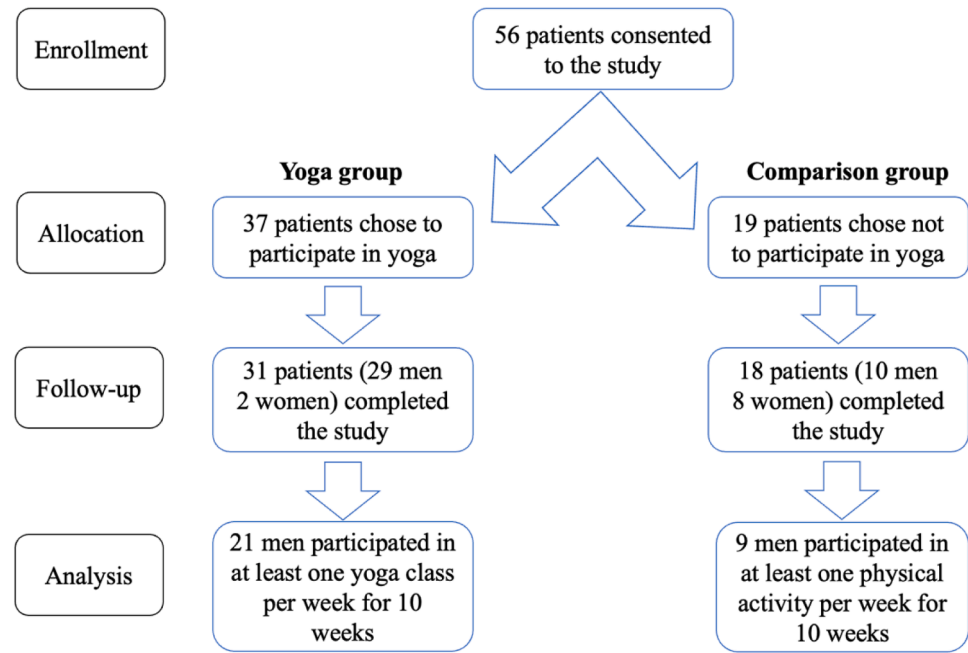 Enrollment
56 patients consented
to the study
Yoga group
Comparison group
Allocation
37 patients chose to
participate in yoga
19 patients chose not
to participate in yoga
Follow-up
31 patients (29 men
2 women) completed
the study
18 patients (10 men
8 women) completed
the study
Analysis
21 men participated in
at least one yoga class
per week for 10
weeks
9 men participated in
at least one physical
activity per week for
10 weeks